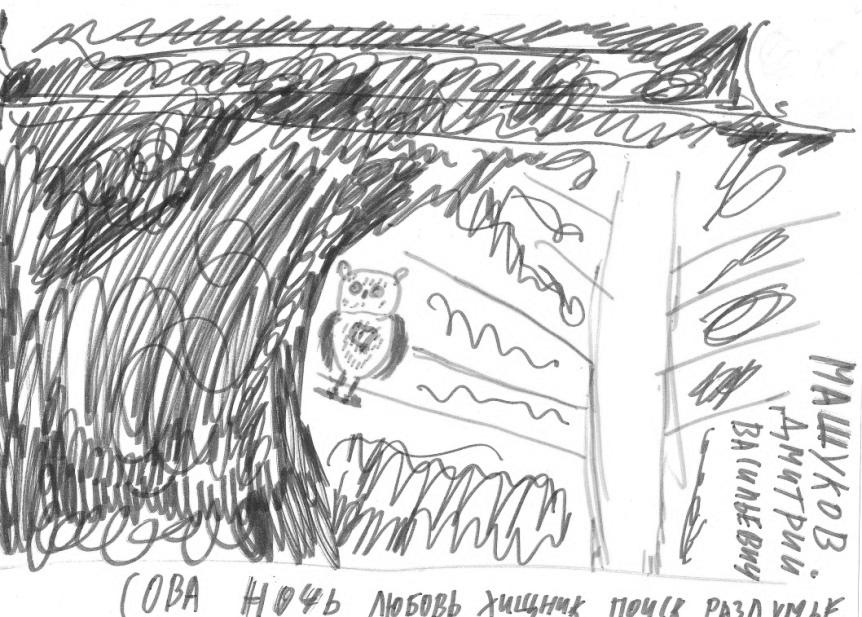 СОВА НОЧЬ ЛЮБОВЬ ХИЩНИК ПОИСК РАЗДУМЬЕ
МАШУКОВ.
ДМИТРИЙ
ВАСИЛЬЕВИЧ